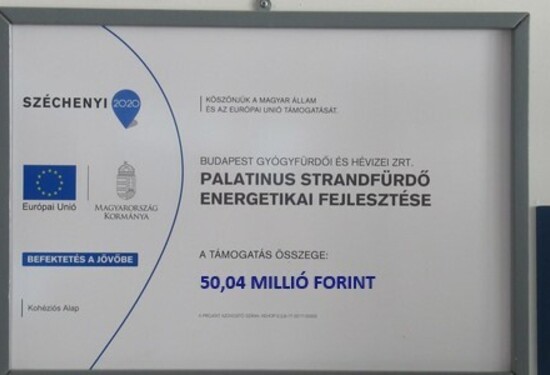 SZÉCHENYI 2020
KÖSZÖNJÜK A MAGYAR ÁLLAM
ÉS AZ EURÓPAI UNIÓ TÁMOGATÁSÁT.
Európai Unió
MAGYARORSZÁG
KORMÁNYA
BUDAPEST GYÓGYFÜRDŐI ÉS HÉVIZEI ZRT.
PALATINUS STRANDFÜRDŐ
ENERGETIKAI FEJLESZTÉSE
BEFEKTETÉS A JÖVŐBE
A TÁMOGATÁS ÖSSZEGE:
50,04 MILLIÓ FORINT
Kohéziós Alap